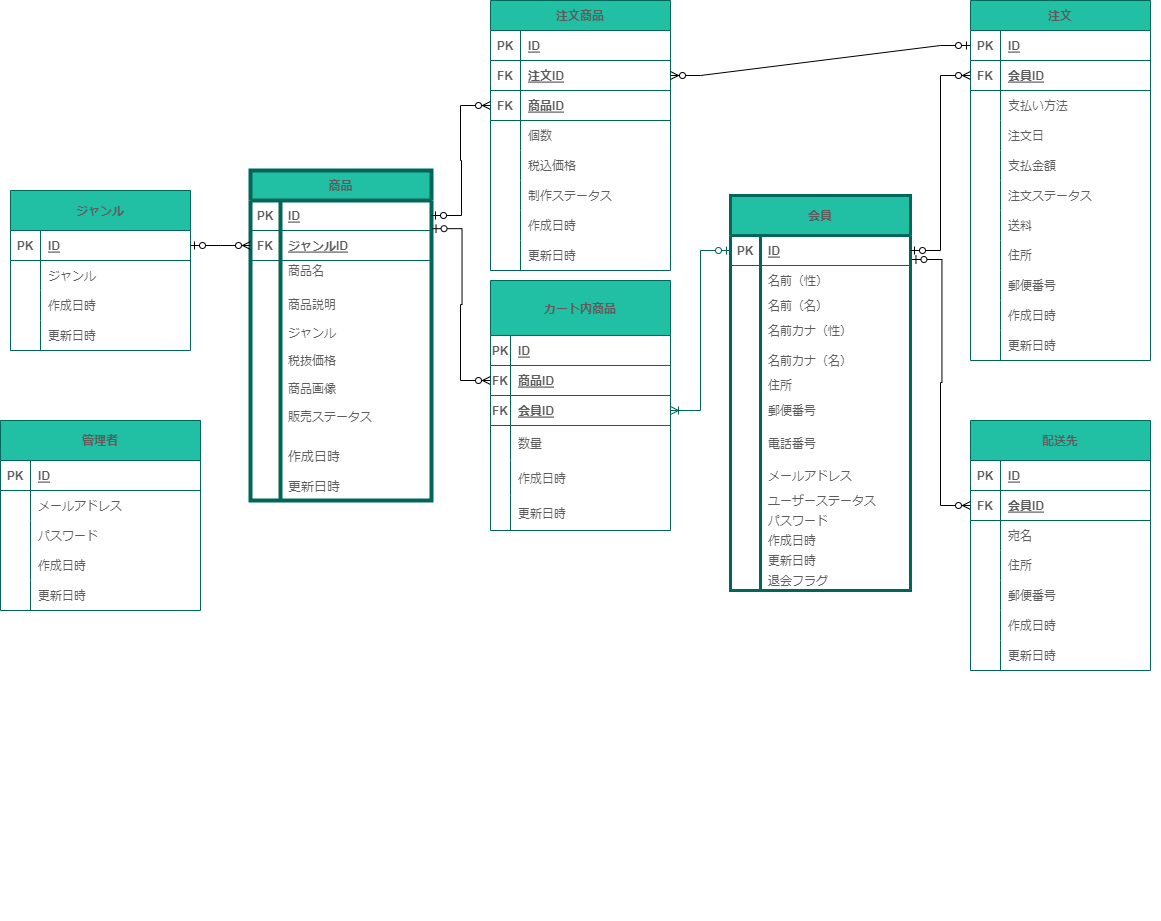 注文商品
PK ID
FK 注文ID
FK 商品ID
個数
税込価格
制作ステータス
作成日時
更新日時
注文
PK ID
FK 会員ID
支払い方法
注文日
支払金額
注文ステータス
送料
住所
郵便番号
作成日時
更新日時
ジャンル
PK ID
ジャンル
作成日時
更新日時
商品
PK ID
FK ジャンルID
商品名
商品説明
ジャンル
税抜価格
商品画像
販売ステータス
作成日時
更新日時
カート内商品
PK ID
FK 商品ID
FK 会員ID
数量
作成日時
更新日時
会員
PK ID
名前（性）
名前（名）
名前カナ（性）
名前カナ（名）
住所
郵便番号
電話番号
メールアドレス
ユーザーステータス
パスワード
作成日時
更新日時
退会フラグ
管理者
PK ID
メールアドレス
パスワード
作成日時
更新日時
配送先
PK ID
FK 会員ID
宛名
住所
郵便番号
作成日時
更新日時